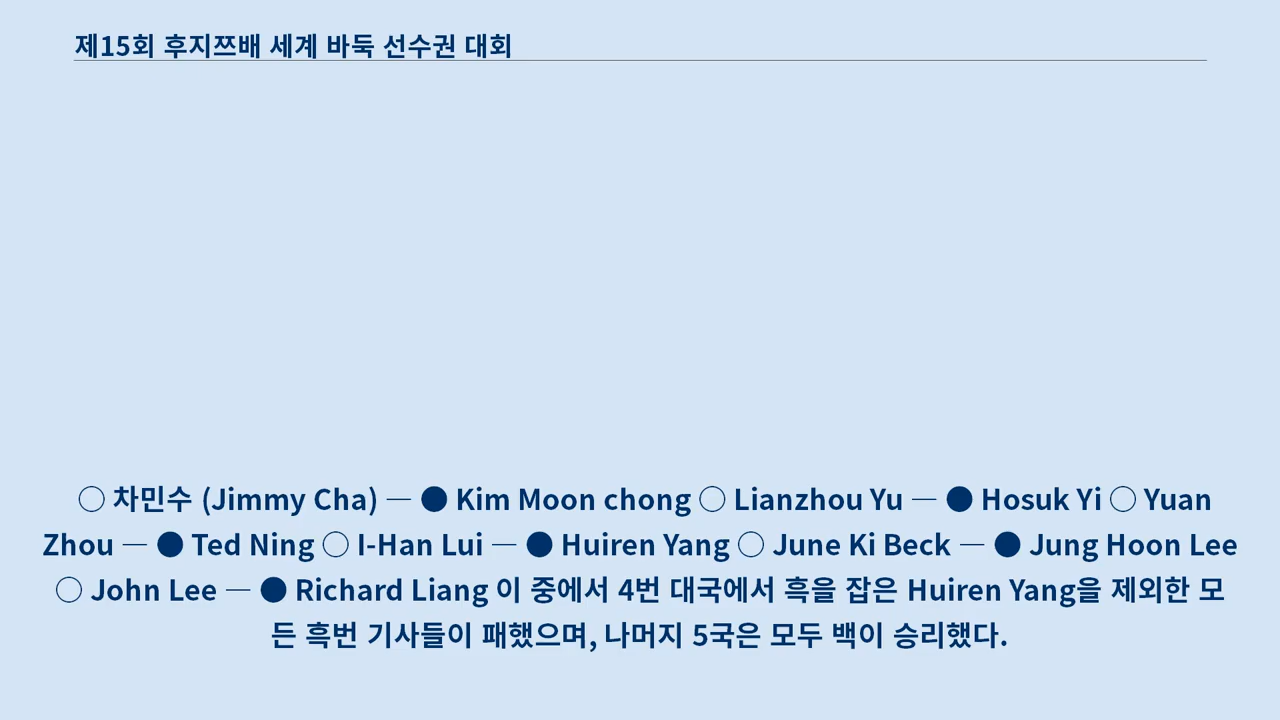 제15회 후지쯔배 세계 바둑 선수권 대회
○ 차민수 (Jimmy Cha) — ● Kim Moon chong ○ Lianzhou Yu — ● Hosuk Yi ○ Yuan
Zhou — ● Ted Ning ○ I-Han Lui — ● Huiren Yang ○ June Ki Beck — ● Jung Hoon Lee
○ John Lee — ● Richard Liang 이 중에서 4번 대국에서 흑을 잡은 Huiren Yang을 제외한 모
든 흑번 기사들이 패했으며, 나머지 5국은 모두 백이 승리했다.